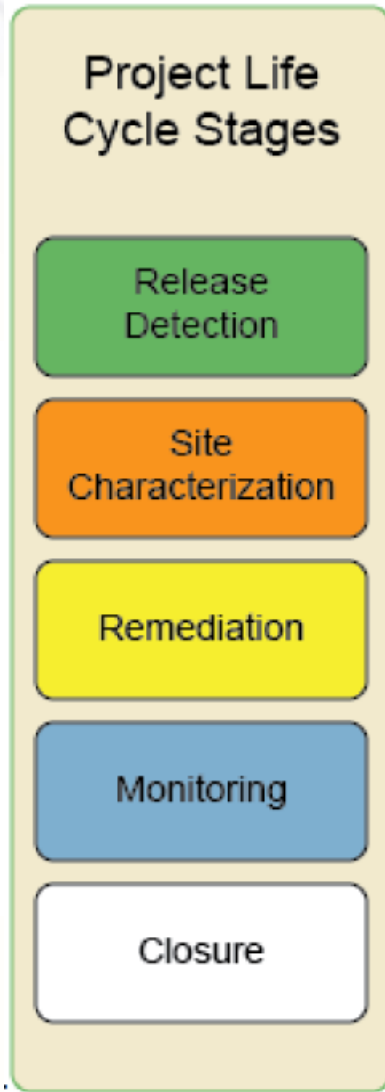 Project Life
Cycle Stages
Release
Detection
Site
Characterization
Remediation
Monitoring
Closure